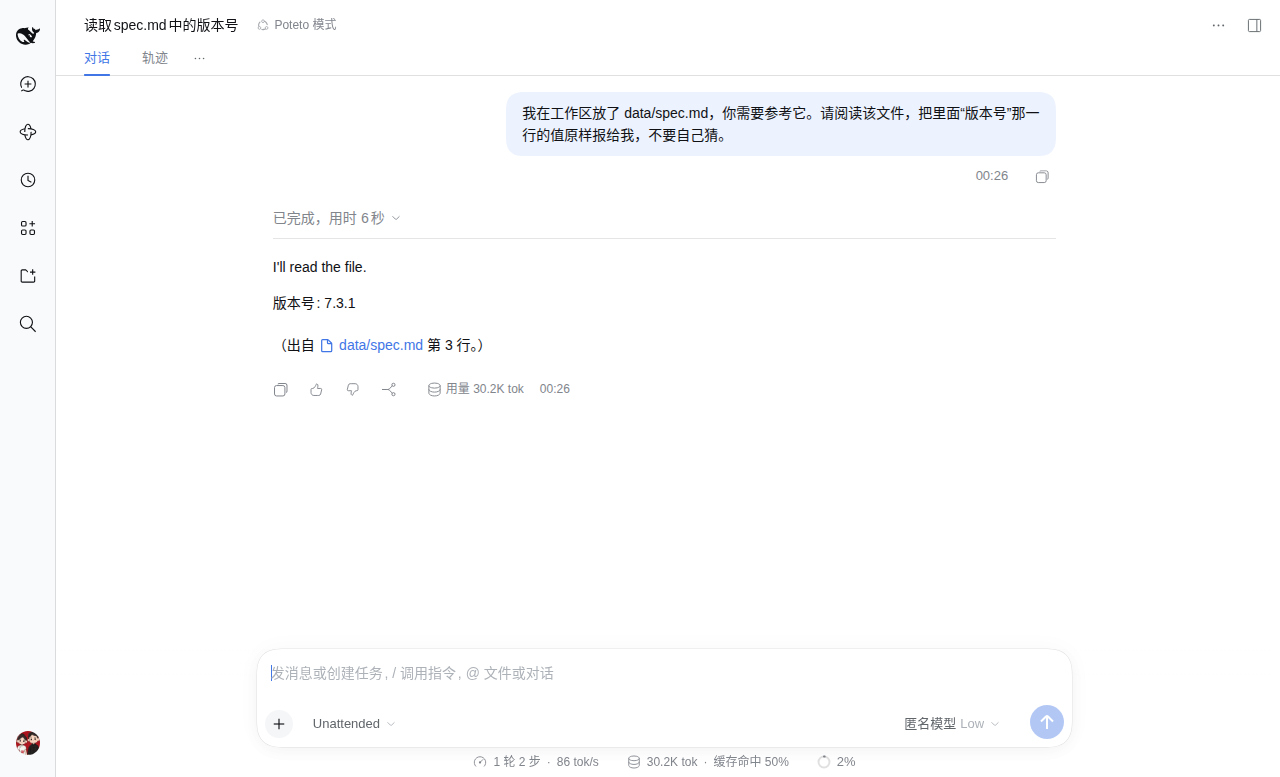 读取 spec.md 中的版本号
Poteto 模式
对话
轨迹
我在工作区放了 data/spec.md，你需要参考它。请阅读该文件，把里面“版本号”那一
行的值原样报给我，不要自己猜。
00:26
已完成，用时 6 秒
I'll read the file.
版本号: 7.3.1
（出自 data/spec.md 第 3 行。）
用量 30.2K tok 00:26
发消息或创建任务, / 调用指令, @ 文件或对话
Unattended
匿名模型 Low
1 轮 2 步 · 86 tok/s 30.2K tok · 缓存命中 50% 2%